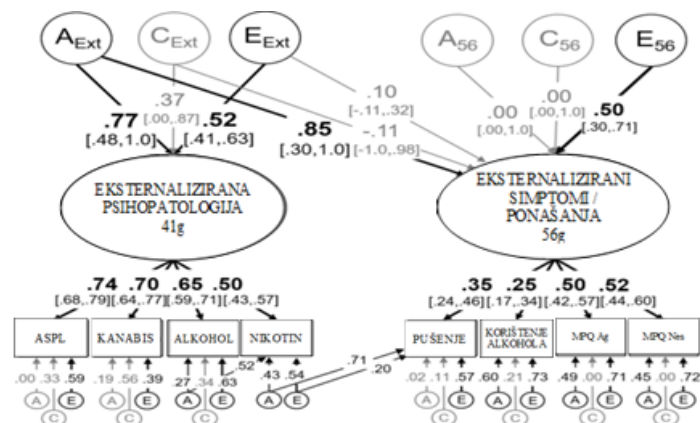 A Ext C Ext E Ext A 56 C 56 E 56
.37 .10 .00 .00
.77 [.00,.87] .52 [-.11,.32] [.00,1.0] [.00,1.0] .50
[.48,1.0] [.41,.63] .85 -.11 [.30,.71]
[.30,1.0] [-1.0,.98]
EKSTERNALIZIRANA
PSIHOPATOLOGIJA
41g
EKSTERNALIZIRANI
SIMPTOMI /
PONAŠANJA
56g
.74 .70 .65 .50
[.68,.79] [.64,.77] [.59,.71] [.43,.57]
.35 .25 .50 .52
[.24,.46] [.17,.34] [.42,.57] [.44,.60]
ASPL KANABIS ALKOHOL NIKOTIN
PUŠENJE KORIŠTENJE
ALKOHOLA MPQ Ag MPQ Nes
.52 .71 .20
.00 .33 .59 .19 .56 .39 .27 .34 .63 .43 .54
.02 .11 .57 .60 .21 .73 .49 .00 .71 .45 .00 .72
A E A E A E A E A E A E A E A E
C C C C C C C